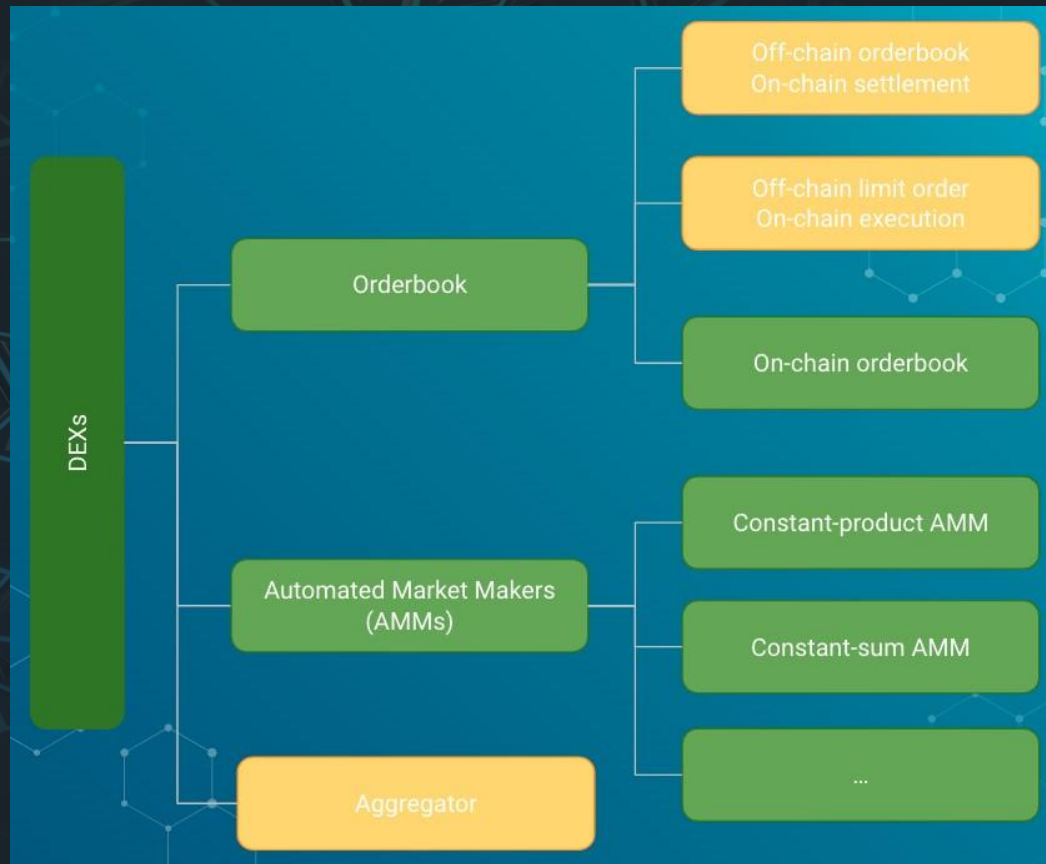 DEXs
Orderbook
Off-chain orderbook
On-chain settlement
Off-chain limit order
On-chain execution
On-chain orderbook
Automated Market Makers
(AMMs)
Constant-product AMM
Constant-sum AMM
...
Aggregator